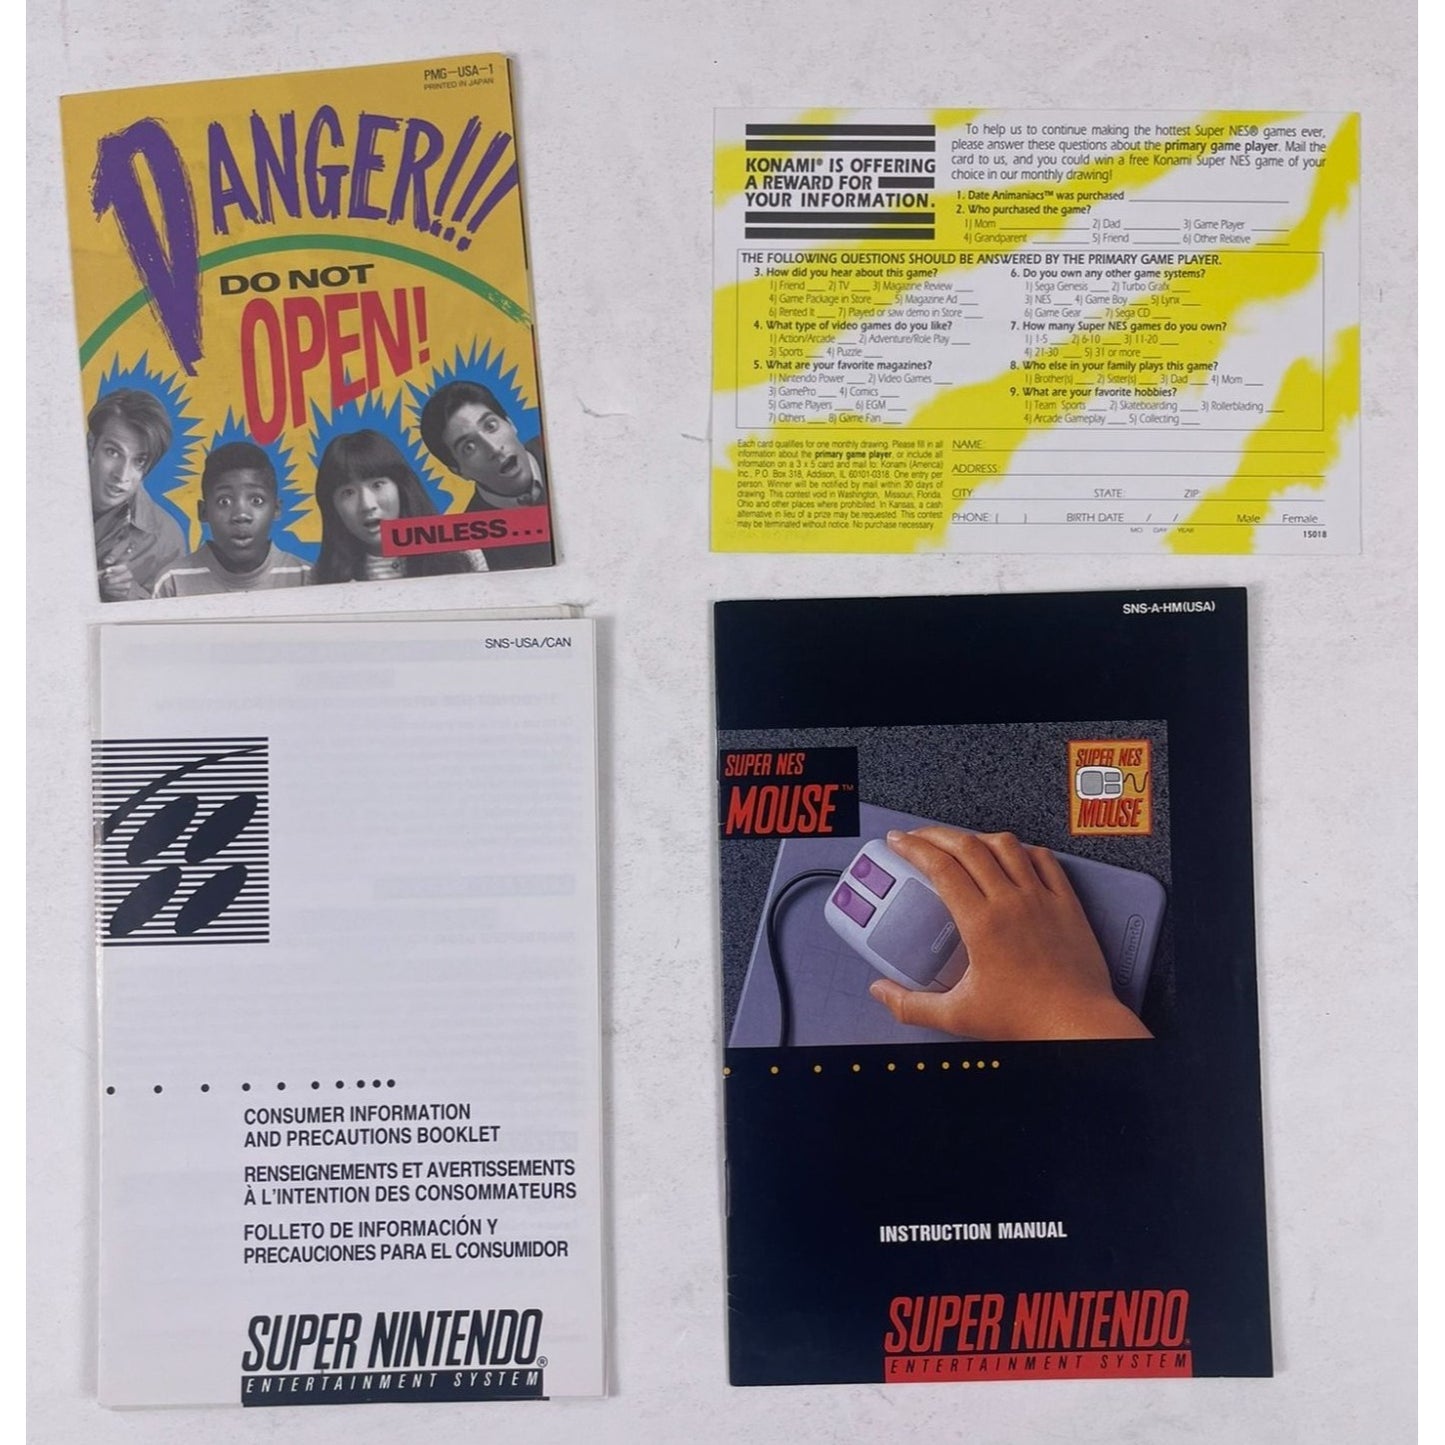 PMG-USA-1
PRINTED IN JAPAN
DANGER!!!
DO NOT
OPEN!
UNLESS...
KONAMI® IS OFFERING
A REWARD FOR
YOUR INFORMATION.
To help us to continue making the hottest Super NES® games ever,
please answer these questions about the primary game player. Mail the
card to us, and you could win a free Konami Super NES game of your
choice in our monthly drawing!
1. Date Animaniacs™ was purchased
2. Who purchased the game?
1) Mom 2) Dad 3) Game Player
4) Grandparent 5) Friend 6) Other Relative
THE FOLLOWING QUESTIONS SHOULD BE ANSWERED BY THE PRIMARY GAME PLAYER.
3. How did you hear about this game?
1) Friend 2) TV 3) Magazine Review
4) Game Package in Store 5) Magazine Ad
6) Rented It 7) Played or saw demo in Store
4. What type of video games do you like?
1) Action/Arcade 2) Adventure/Role Play
3) Sports 4) Puzzle
5. What are your favorite magazines?
1) Nintendo Power 2) Video Games
3) GamePro 4) Comics
5) Game Players 6) EGM
7) Others 8) Game Fan
6. Do you own any other game systems?
1) Sega Genesis 2) Turbo Grafx
3) NES 4) Game Boy 5) Lynx
6) Game Gear 7) Sega CD
7. How many Super NES games do you own?
1) 1-5 2) 6-10 3) 11-20
4) 21-30 5) 31 or more
8. Who else in your family plays this game?
1) Brother(s) 2) Sister(s) 3) Dad 4) Mom
9. What are your favorite hobbies?
1) Team Sports 2) Skateboarding 3) Rollerblading
4) Arcade Gameplay 5) Collecting
Each card qualifies for one monthly drawing. Please fill in all
information about the primary game player, or include all
information on a 3 x 5 card and mail to: Konami (America)
Inc., P.O. Box 318, Addison, IL 60101-0318. One entry per
person. Winner will be notified by mail within 30 days of
drawing. This contest void in Washington, Missouri, Florida,
Ohio and other places where prohibited. In Kansas, a cash
alternative in lieu of a prize may be requested. This contest
may be terminated without notice. No purchase necessary.
NAME:
ADDRESS:
CITY: STATE: ZIP:
PHONE: ( ) BIRTH DATE / / Male Female
MO. DAY YEAR
15018
SNS-USA/CAN
CONSUMER INFORMATION
AND PRECAUTIONS BOOKLET
RENSEIGNEMENTS ET AVERTISSEMENTS
À L'INTENTION DES CONSOMMATEURS
FOLLETO DE INFORMACIÓN Y
PRECAUCIONES PARA EL CONSUMIDOR
SUPER NINTENDO®
ENTERTAINMENT SYSTEM
SNS-A-HM(USA)
SUPER NES
MOUSE™
SUPER NES
MOUSE
Nintendo
INSTRUCTION MANUAL
SUPER NINTENDO®
ENTERTAINMENT SYSTEM